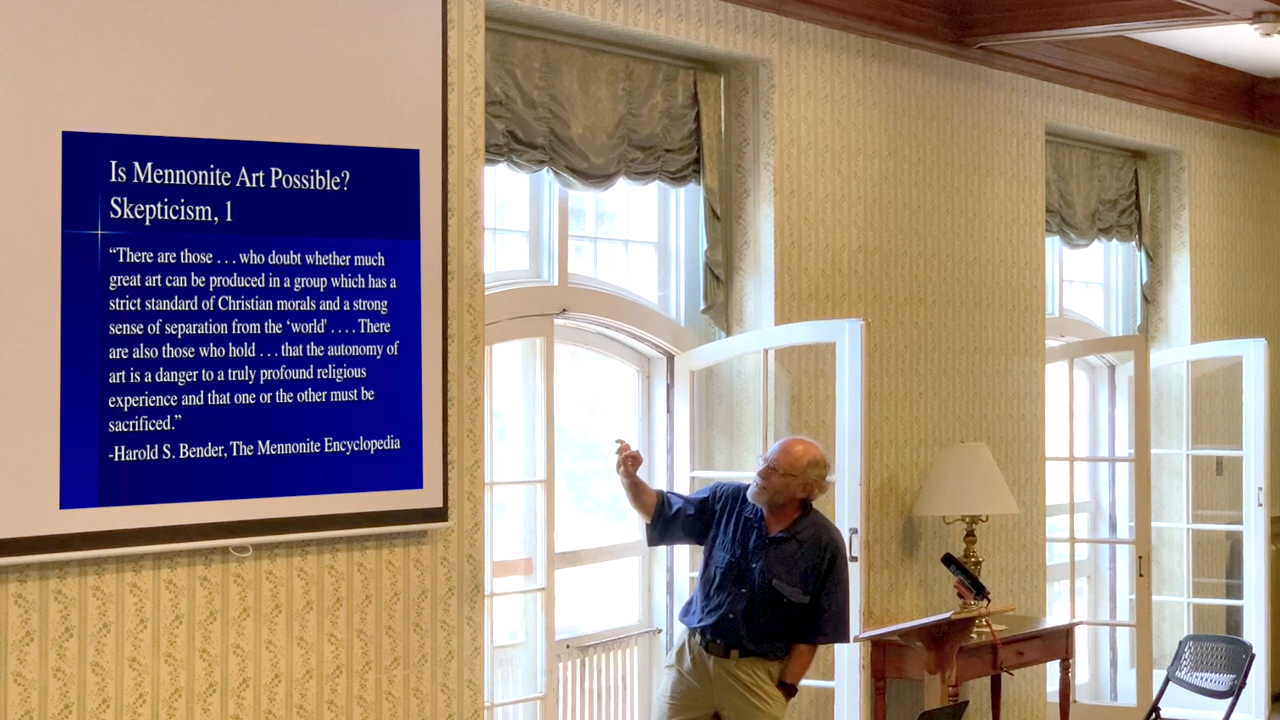 Is Mennonite Art Possible?
Skepticism, 1
“There are those . . . who doubt whether much
great art can be produced in a group which has a
strict standard of Christian morals and a strong
sense of separation from the ‘world’ . . . . There
are also those who hold . . . that the autonomy of
art is a danger to a truly profound religious
experience and that one or the other must be
sacrificed.”
-Harold S. Bender, The Mennonite Encyclopedia